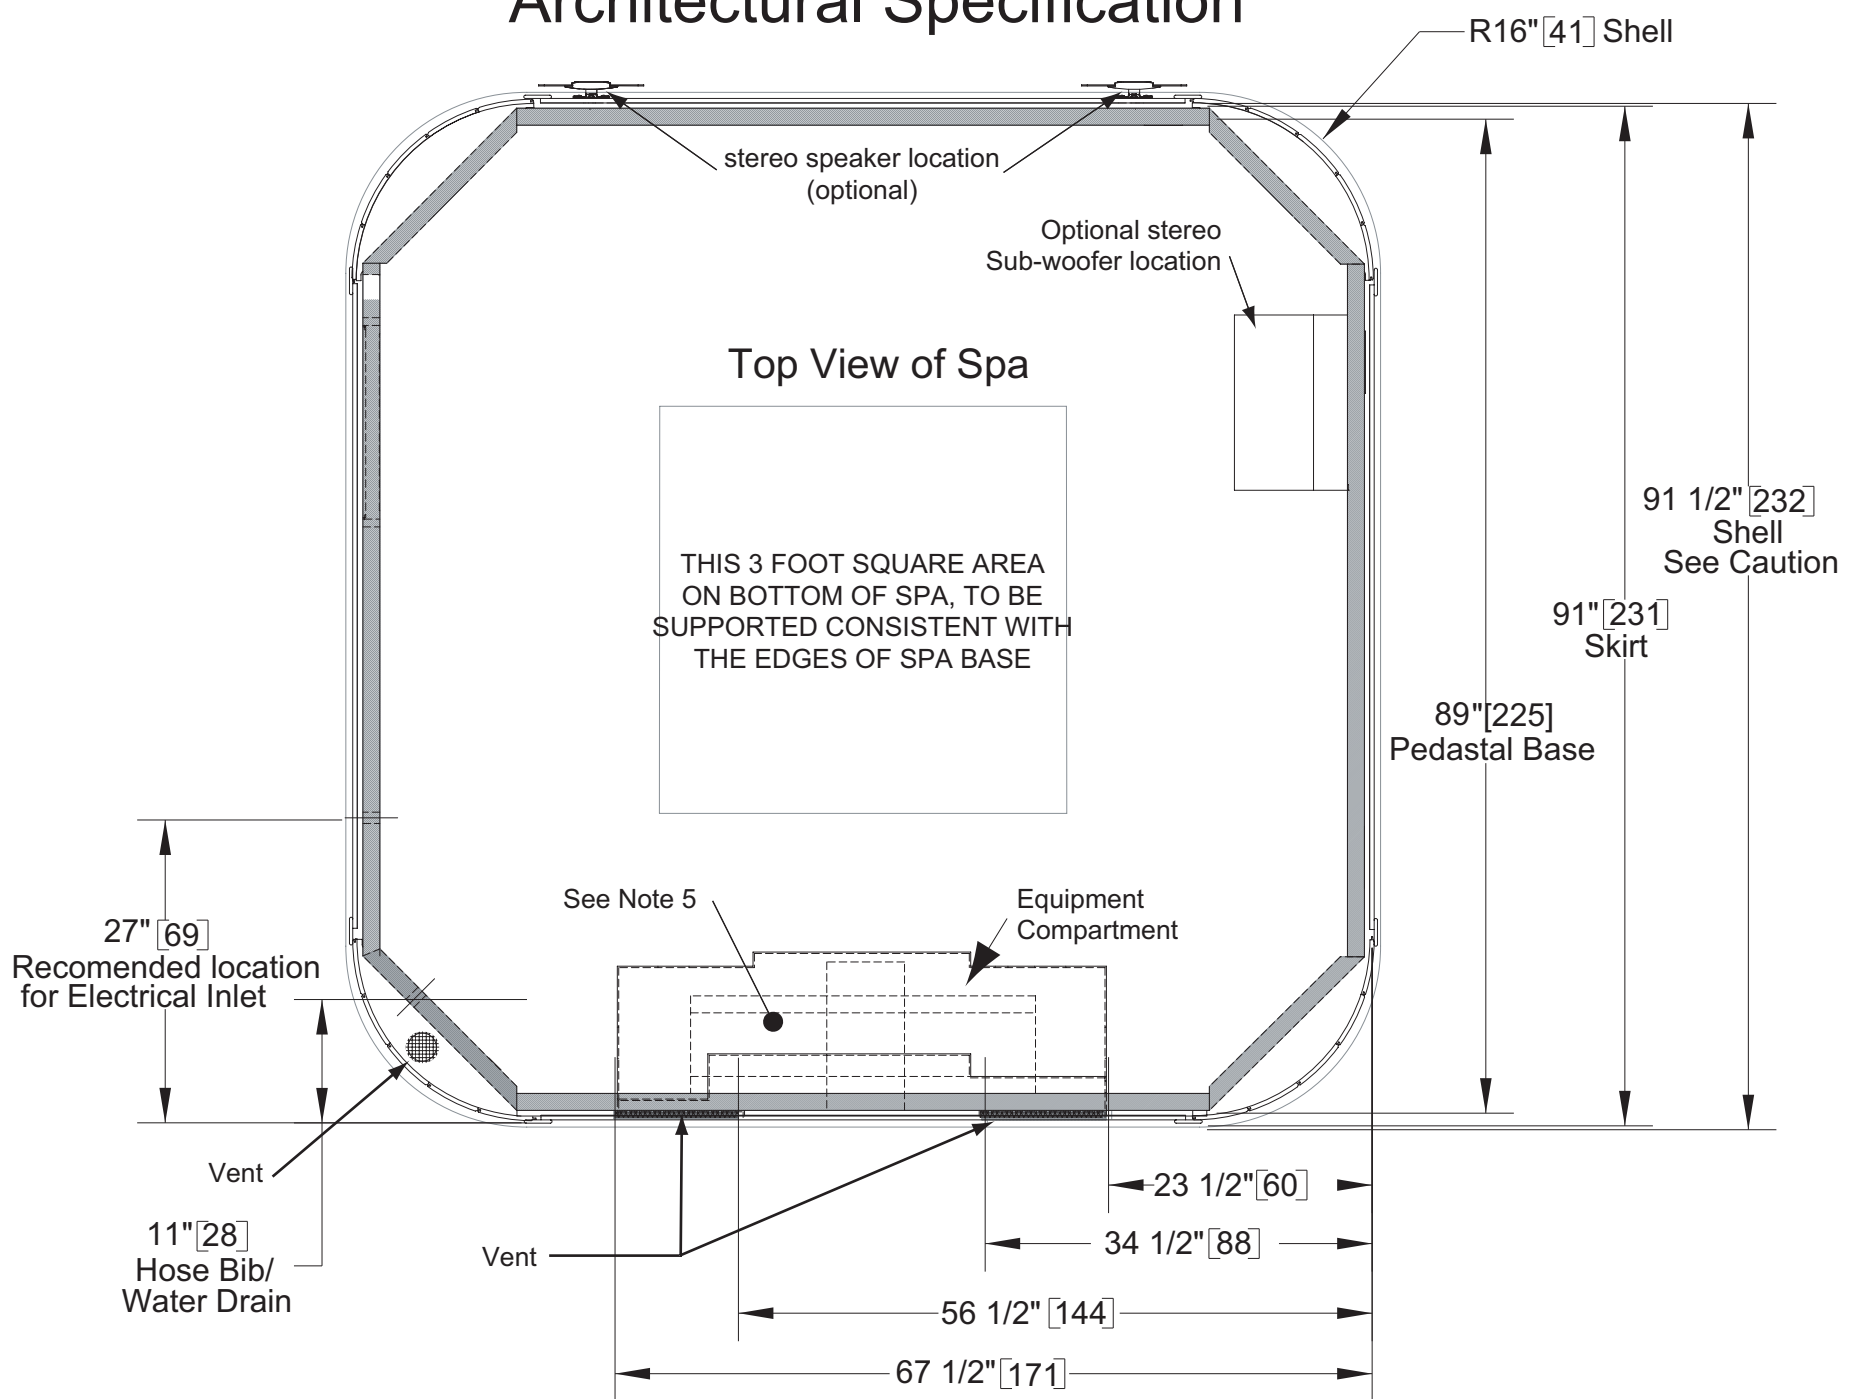 Architectural Specification
R16"[41] Shell
stereo speaker location
(optional)
Optional stereo
Sub-woofer location
Top View of Spa
THIS 3 FOOT SQUARE AREA
ON BOTTOM OF SPA, TO BE
SUPPORTED CONSISTENT WITH
THE EDGES OF SPA BASE
91 1/2"[232]
Shell
See Caution
91"[231]
Skirt
89"[225]
Pedastal Base
See Note 5
Equipment
Compartment
27"[69]
Recomended location
for Electrical Inlet
Vent
11"[28]
Hose Bib/
Water Drain
Vent
23 1/2"[60]
34 1/2"[88]
56 1/2"[144]
67 1/2"[171]